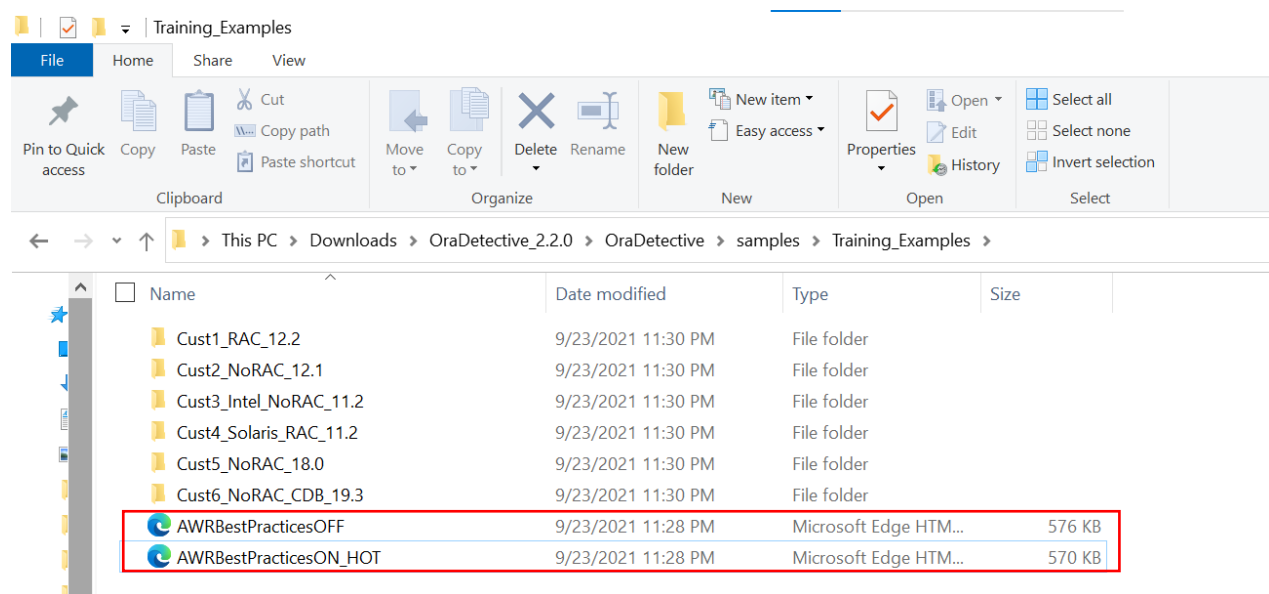 Training_Examples
File Home Share View
Pin to Quick access
Copy
Paste
Cut
Copy path
Paste shortcut
Clipboard
Move to
Copy to
Delete
Rename
Organize
New folder
New item
Easy access
New
Properties
Open
Edit
History
Open
Select all
Select none
Invert selection
Select
This PC > Downloads > OraDetective_2.2.0 > OraDetective > samples > Training_Examples >
Name Date modified Type Size
Cust1_RAC_12.2 9/23/2021 11:30 PM File folder
Cust2_NoRAC_12.1 9/23/2021 11:30 PM File folder
Cust3_Intel_NoRAC_11.2 9/23/2021 11:30 PM File folder
Cust4_Solaris_RAC_11.2 9/23/2021 11:30 PM File folder
Cust5_NoRAC_18.0 9/23/2021 11:30 PM File folder
Cust6_NoRAC_CDB_19.3 9/23/2021 11:30 PM File folder
AWRBestPracticesOFF 9/23/2021 11:28 PM Microsoft Edge HTM... 576 KB
AWRBestPracticesON_HOT 9/23/2021 11:28 PM Microsoft Edge HTM... 570 KB